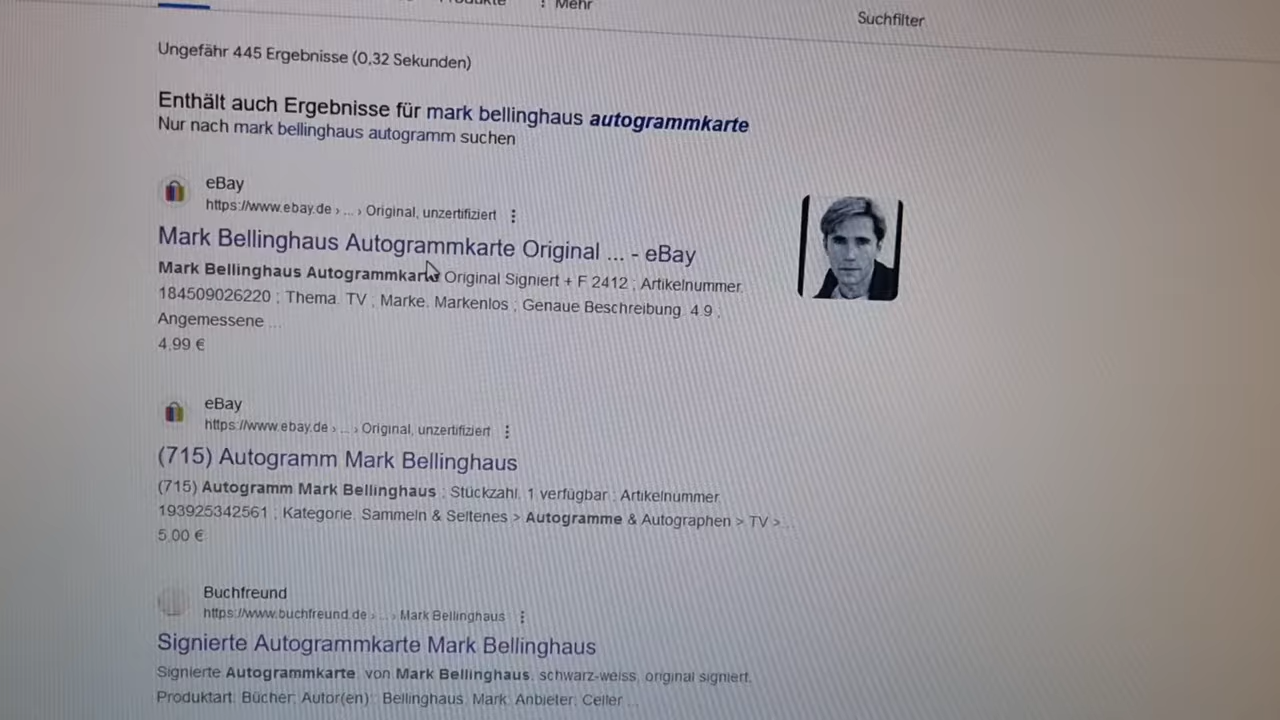 Produkte
⋮ Mehr
Suchfilter
Ungefähr 445 Ergebnisse (0,32 Sekunden)
Enthält auch Ergebnisse für mark bellinghaus autogrammkarte
Nur nach mark bellinghaus autogramm suchen
eBay
https://www.ebay.de › ... › Original, unzertifiziert
Mark Bellinghaus Autogrammkarte Original ... - eBay
Mark Bellinghaus Autogrammkarte Original Signiert + F 2412 ; Artikelnummer.
184509026220 ; Thema. TV ; Marke. Markenlos ; Genaue Beschreibung. 4.9 ;
Angemessene ...
4,99 €
eBay
https://www.ebay.de › ... › Original, unzertifiziert
(715) Autogramm Mark Bellinghaus
(715) Autogramm Mark Bellinghaus ; Stückzahl. 1 verfügbar ; Artikelnummer.
193925342561 ; Kategorie. Sammeln & Seltenes > Autogramme & Autographen > TV > ...
5,00 €
Buchfreund
https://www.buchfreund.de › ... › Mark Bellinghaus
Signierte Autogrammkarte Mark Bellinghaus
Signierte Autogrammkarte. von Mark Bellinghaus. schwarz-weiss, original signiert.
Produktart: Bücher; Autor(en): Bellinghaus, Mark; Anbieter: Celler ...